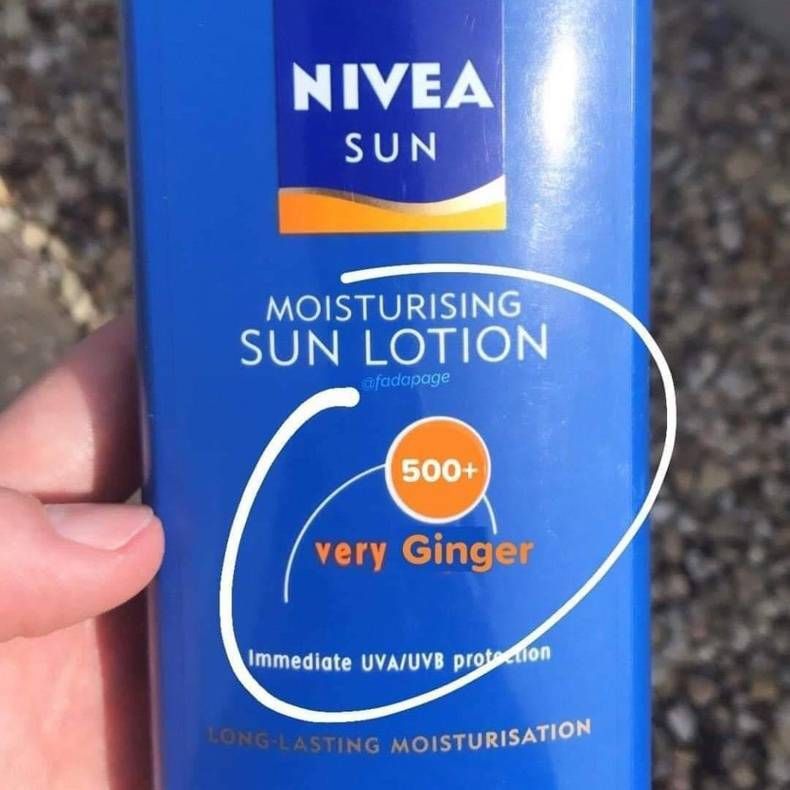 NIVEA
SUN
MOISTURISING
SUN LOTION
@fadapage
500+
very Ginger
Immediate UVA/UVB protection
LONG-LASTING MOISTURISATION